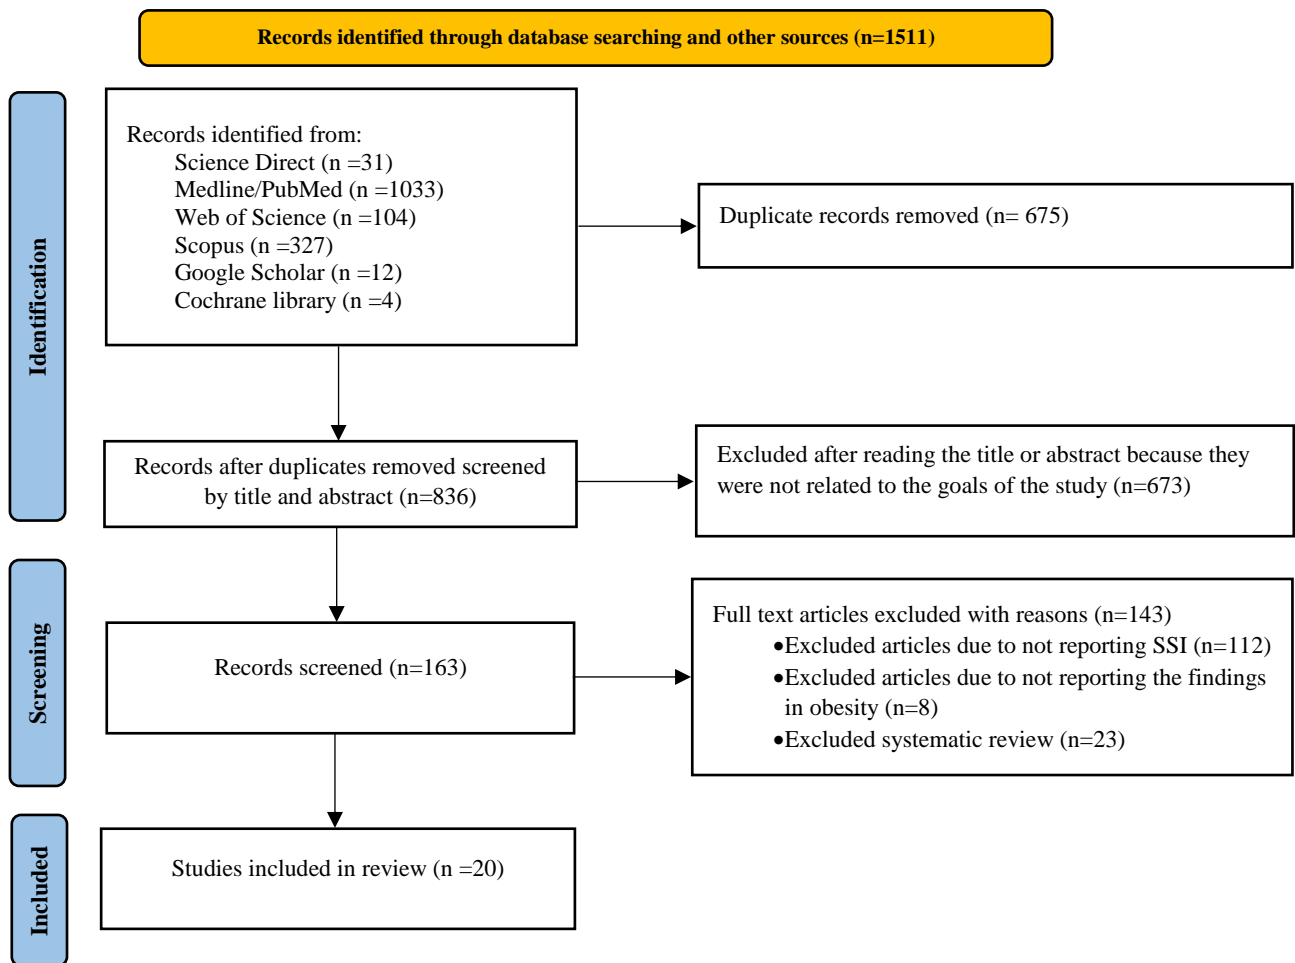 Records identified through database searching and other sources (n=1511)
Identification
Records identified from:
Science Direct (n =31)
Medline/PubMed (n =1033)
Web of Science (n =104)
Scopus (n =327)
Google Scholar (n =12)
Cochrane library (n =4)
Duplicate records removed (n= 675)
Records after duplicates removed screened
by title and abstract (n=836)
Excluded after reading the title or abstract because they
were not related to the goals of the study (n=673)
Screening
Records screened (n=163)
Full text articles excluded with reasons (n=143)
•Excluded articles due to not reporting SSI (n=112)
•Excluded articles due to not reporting the findings
in obesity (n=8)
•Excluded systematic review (n=23)
Included
Studies included in review (n =20)